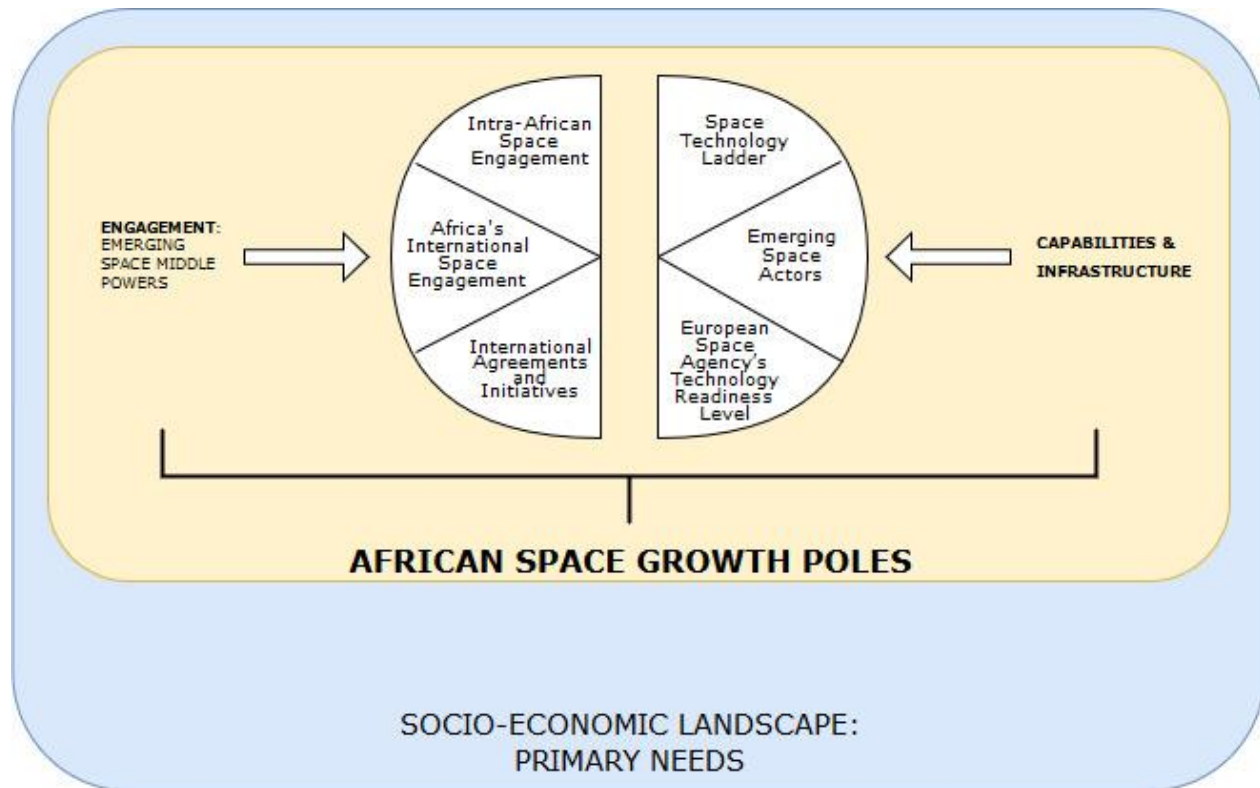 Intra-African
Space
Engagement
Africa's
International
Space
Engagement
International
Agreements
and
Initiatives
Space
Technology
Ladder
Emerging
Space
Actors
European
Space
Agency’s
Technology
Readiness
Level
ENGAGEMENT:
EMERGING
SPACE MIDDLE
POWERS
CAPABILITIES &
INFRASTRUCTURE
AFRICAN SPACE GROWTH POLES
SOCIO-ECONOMIC LANDSCAPE:
PRIMARY NEEDS